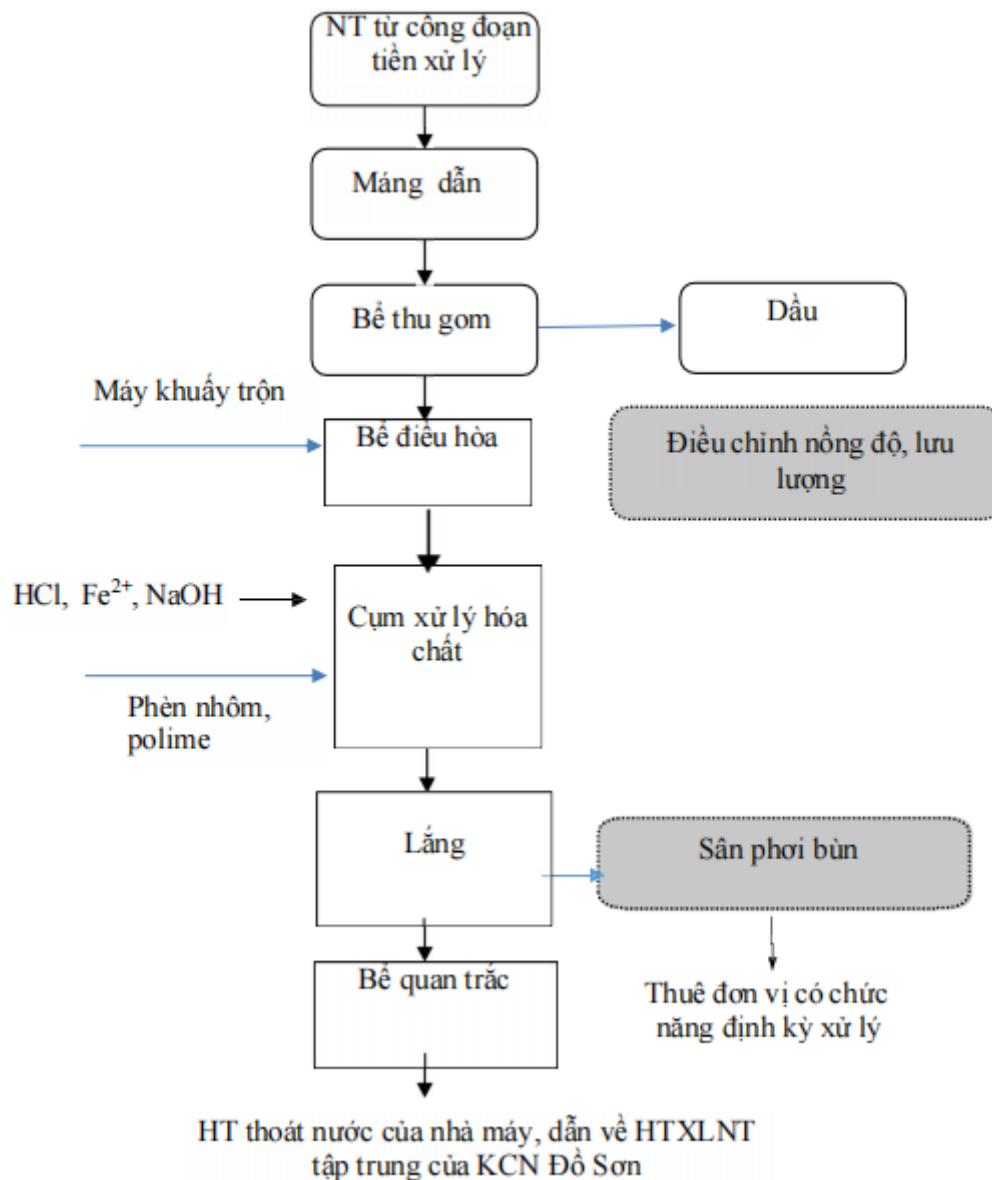 NT từ công đoạn
tiền xử lý
Máng dẫn
Bể thu gom
Dầu
Máy khuấy trộn
Bể điều hòa
Điều chỉnh nồng độ, lưu
lượng
HCl, Fe²⁺, NaOH
Cụm xử lý hóa
chất
Phèn nhôm,
polime
Lắng
Sân phơi bùn
Bể quan trắc
Thuê đơn vị có chức
năng định kỳ xử lý
HT thoát nước của nhà máy, dẫn về HTXLNT
tập trung của KCN Đồ Sơn